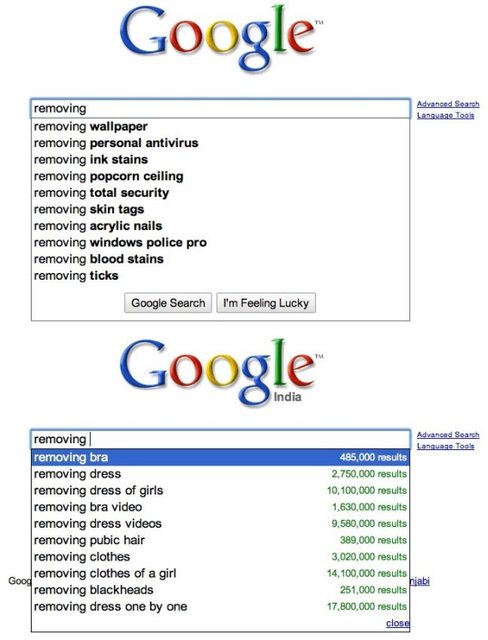 Google™
removing
Advanced Search
Language Tools
removing wallpaper
removing personal antivirus
removing ink stains
removing popcorn ceiling
removing total security
removing skin tags
removing acrylic nails
removing windows police pro
removing blood stains
removing ticks
Google Search I'm Feeling Lucky
Google™
India
removing
Advanced Search
Language Tools
removing bra 485,000 results
removing dress 2,750,000 results
removing dress of girls 10,100,000 results
removing bra video 1,630,000 results
removing dress videos 9,580,000 results
removing pubic hair 389,000 results
removing clothes 3,020,000 results
Goog removing clothes of a girl 14,100,000 results njabi
removing blackheads 251,000 results
removing dress one by one 17,800,000 results
close